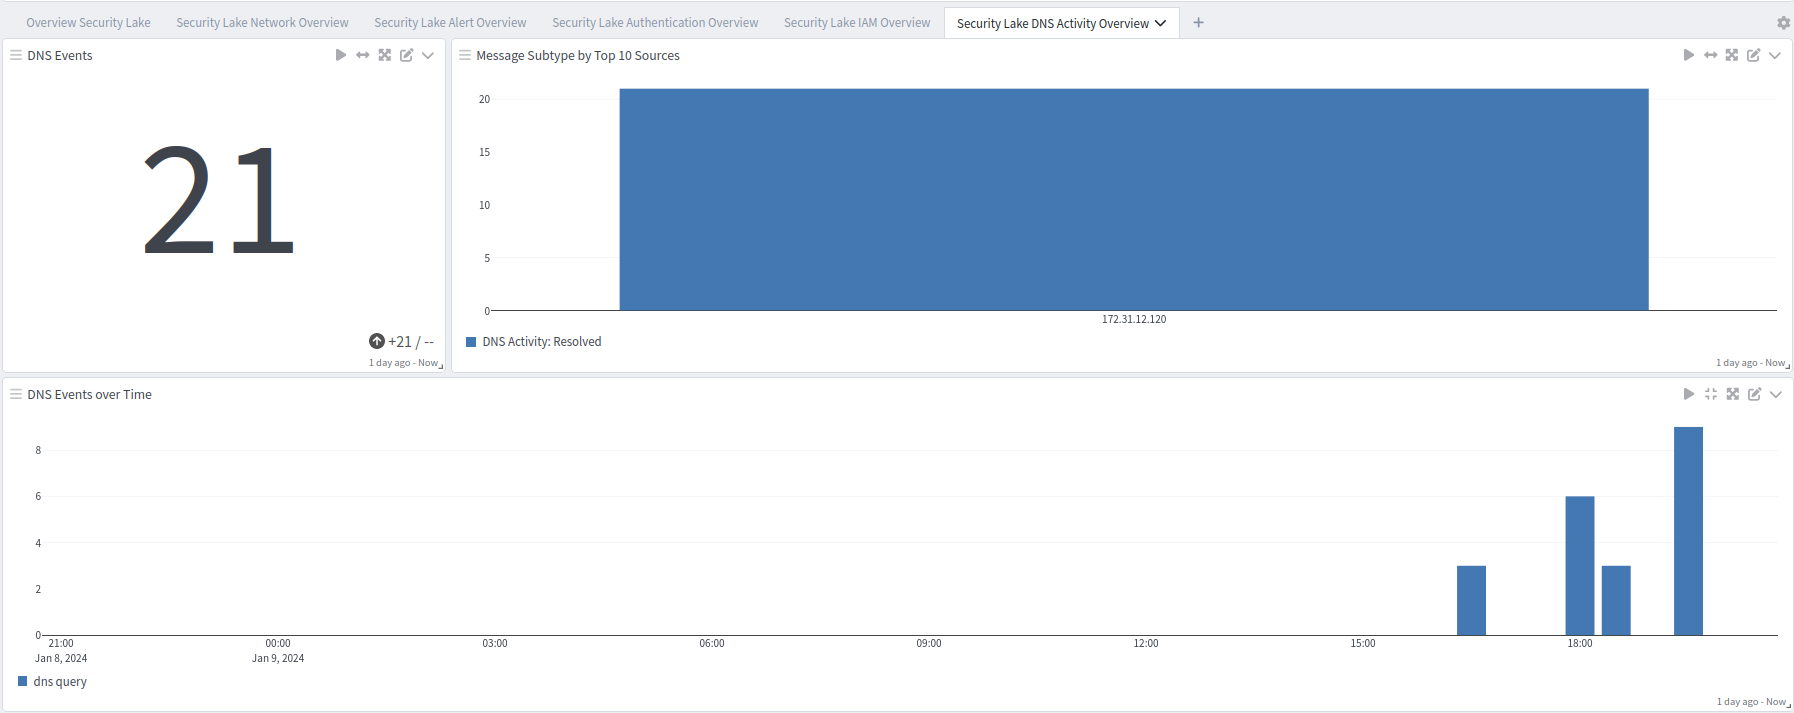 Overview Security Lake
Security Lake Network Overview
Security Lake Alert Overview
Security Lake Authentication Overview
Security Lake IAM Overview
Security Lake DNS Activity Overview
+
DNS Events
21
+21 / --
1 day ago - Now
Message Subtype by Top 10 Sources
20
15
10
5
0
172.31.12.120
DNS Activity: Resolved
1 day ago - Now
DNS Events over Time
8
6
4
2
0
21:00
Jan 8, 2024
00:00
Jan 9, 2024
03:00
06:00
09:00
12:00
15:00
18:00
dns query
1 day ago - Now